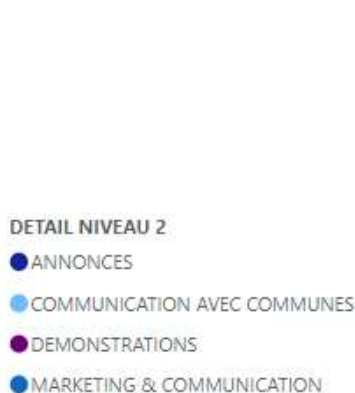 DETAIL NIVEAU 2
ANNONCES
COMMUNICATION AVEC COMMUNES
DEMONSTRATIONS
MARKETING & COMMUNICATION